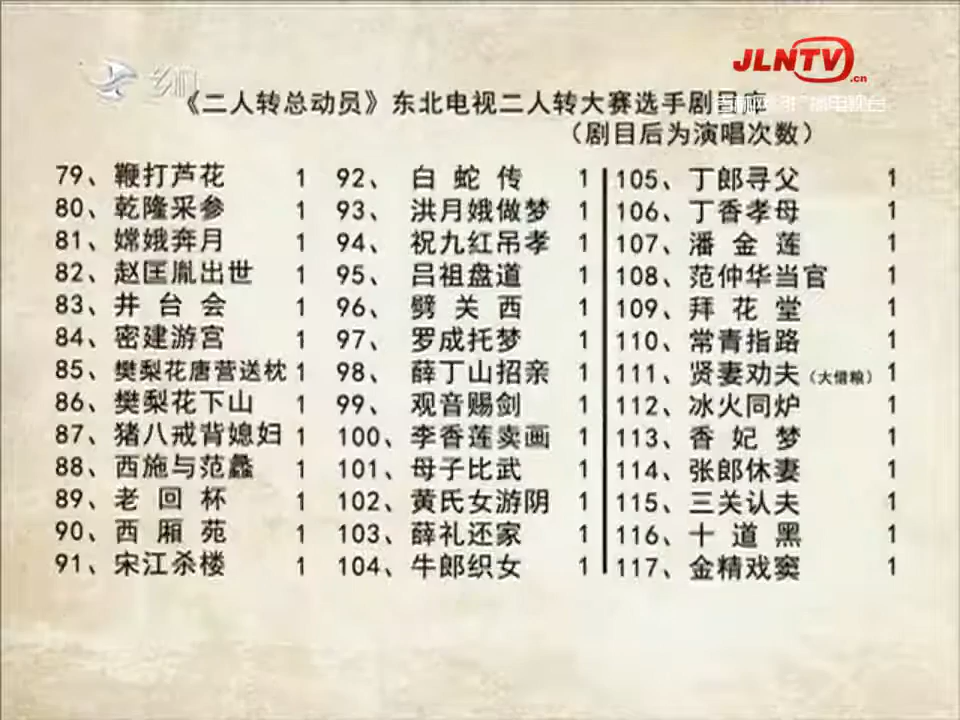 JLNTV.cn
《二人转总动员》东北电视二人转大赛选手剧目库
（剧目后为演唱次数）
79、鞭打芦花 1
80、乾隆采参 1
81、嫦娥奔月 1
82、赵匡胤出世 1
83、井台会 1
84、密建游宫 1
85、樊梨花唐营送枕 1
86、樊梨花下山 1
87、猪八戒背媳妇 1
88、西施与范蠡 1
89、老回杯 1
90、西厢苑 1
91、宋江杀楼 1
92、白蛇传 1
93、洪月娥做梦 1
94、祝九红吊孝 1
95、吕祖盘道 1
96、劈关西 1
97、罗成托梦 1
98、薛丁山招亲 1
99、观音赐剑 1
100、李香莲卖画 1
101、母子比武 1
102、黄氏女游阴 1
103、薛礼还家 1
104、牛郎织女 1
105、丁郎寻父 1
106、丁香孝母 1
107、潘金莲 1
108、范仲华当官 1
109、拜花堂 1
110、常青指路 1
111、贤妻劝夫（大借粮） 1
112、冰火同炉 1
113、香妃梦 1
114、张郎休妻 1
115、三关认夫 1
116、十道黑 1
117、金精戏窦 1